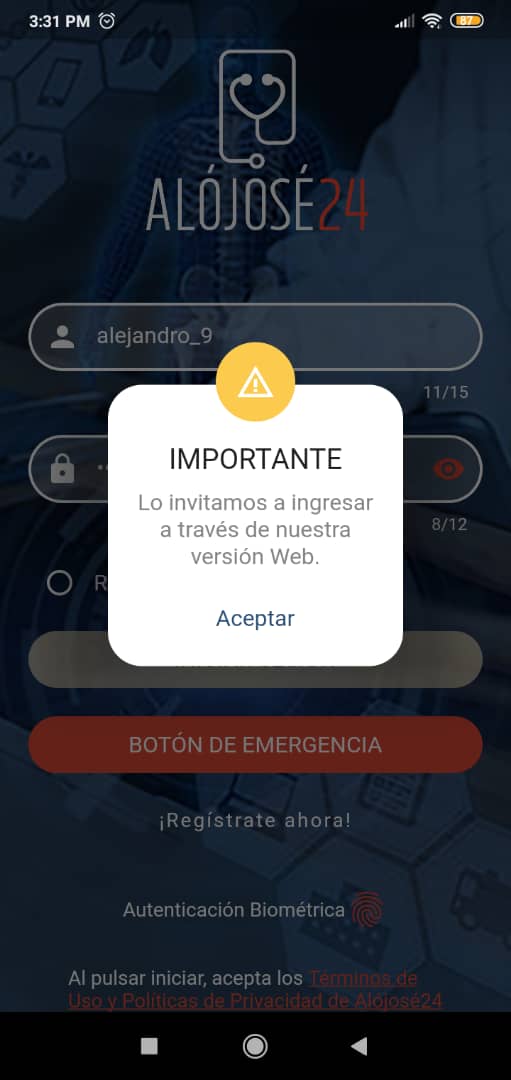 3:31 PM
87
ALÓJOSÉ24
alejandro_9
11/15
IMPORTANTE
Lo invitamos a ingresar
a través de nuestra
versión Web.
8/12
R
Aceptar
BOTÓN DE EMERGENCIA
¡Regístrate ahora!
Autenticación Biométrica
Al pulsar iniciar, acepta los Términos de
Uso y Políticas de Privacidad de Alojosé24